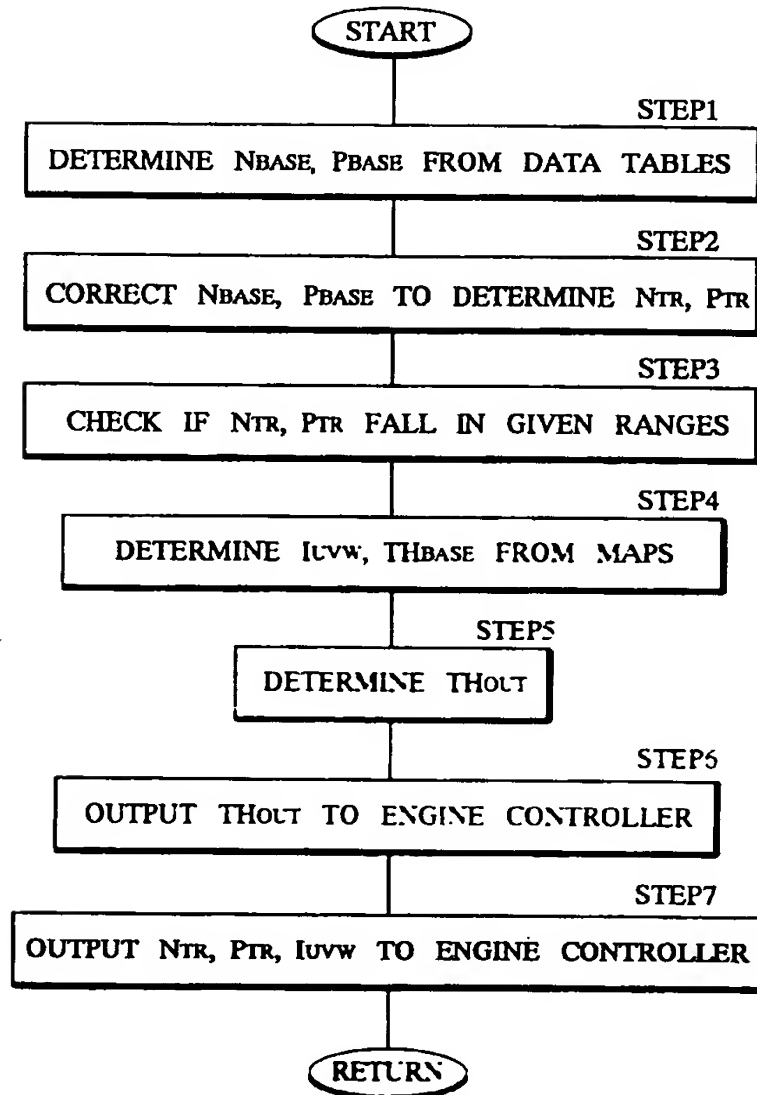 START
STEP1
DETERMINE NBASE, PBASE FROM DATA TABLES
STEP2
CORRECT NBASE, PBASE TO DETERMINE NTR, PTR
STEP3
CHECK IF NTR, PTR FALL IN GIVEN RANGES
STEP4
DETERMINE IUVW, THBASE FROM MAPS
STEP5
DETERMINE THOUT
STEP6
OUTPUT THOUT TO ENGINE CONTROLLER
STEP7
OUTPUT NTR, PTR, IUVW TO ENGINE CONTROLLER
RETURN